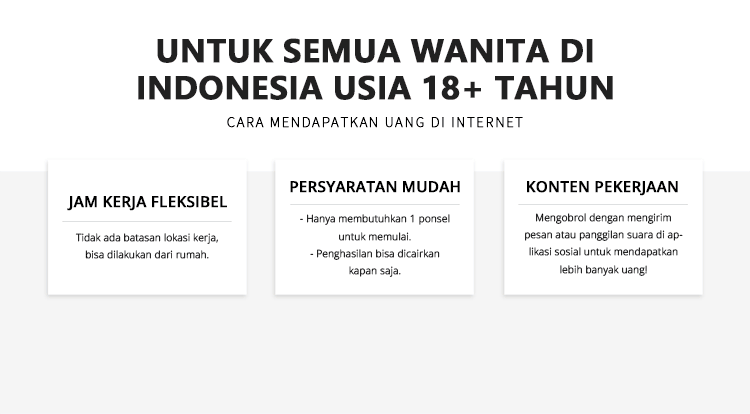 UNTUK SEMUA WANITA DI
INDONESIA USIA 18+ TAHUN
CARA MENDAPATKAN UANG DI INTERNET
JAM KERJA FLEKSIBEL
Tidak ada batasan lokasi kerja,
bisa dilakukan dari rumah.
PERSYARATAN MUDAH
- Hanya membutuhkan 1 ponsel
untuk memulai.
- Penghasilan bisa dicairkan
kapan saja.
KONTEN PEKERJAAN
Mengobrol dengan mengirim
pesan atau panggilan suara di ap-
likasi sosial untuk mendapatkan
lebih banyak uang!